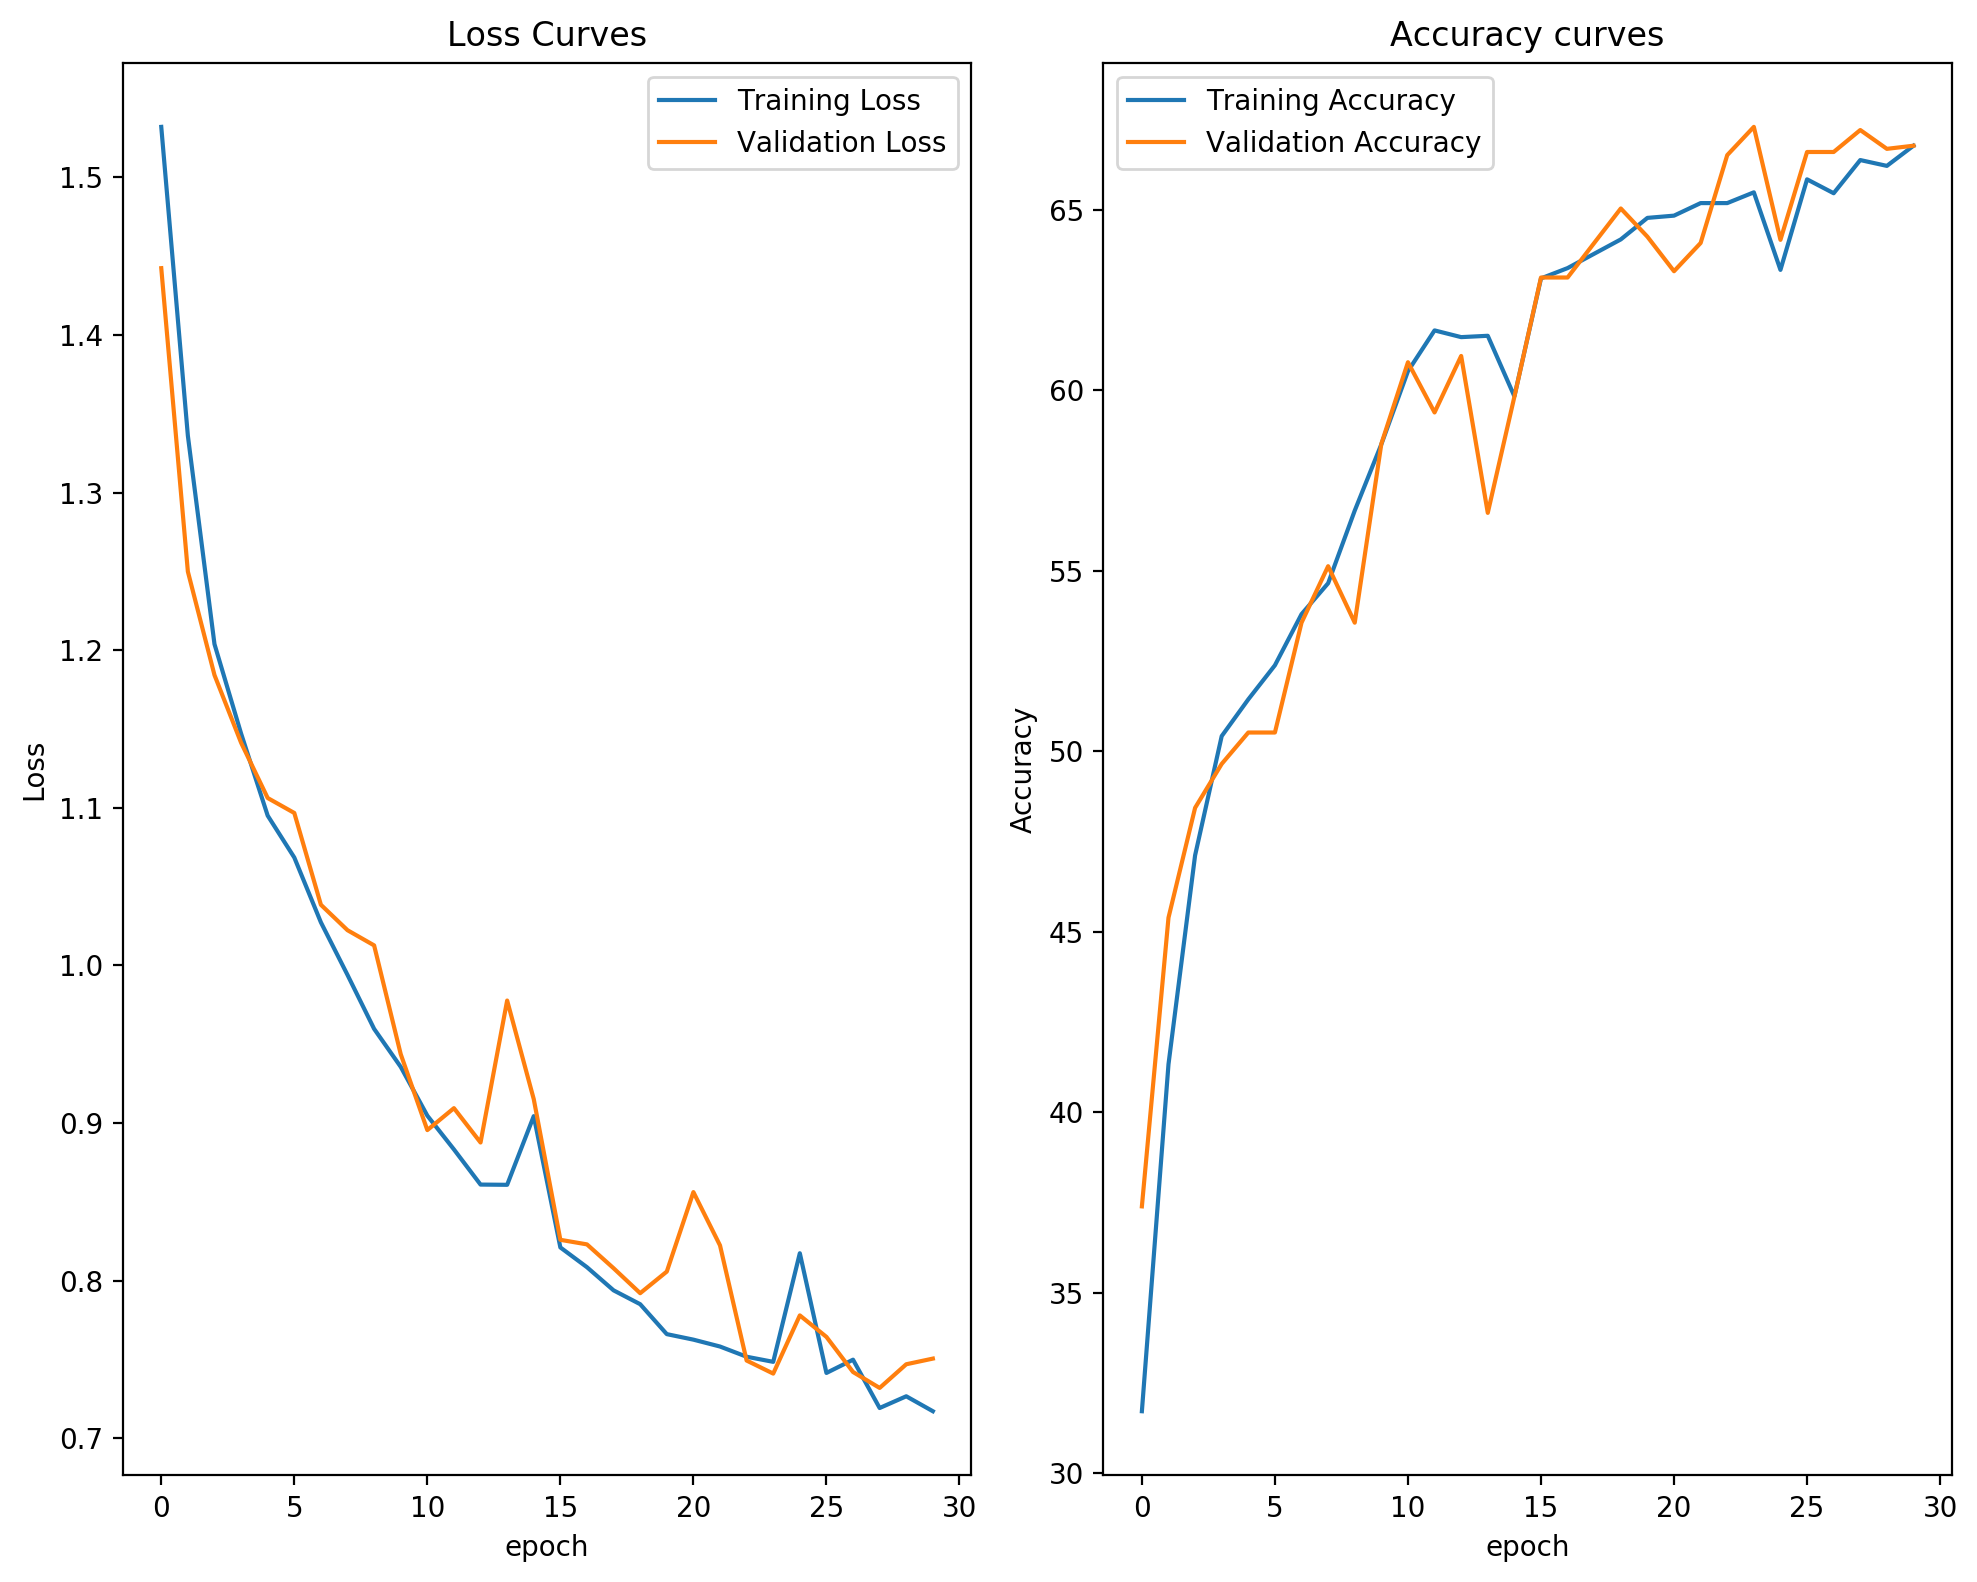 Loss Curves
Training Loss
Validation Loss
1.5
1.4
1.3
1.2
1.1
1.0
0.9
0.8
0.7
Loss
0 5 10 15 20 25 30
epoch
Accuracy curves
Training Accuracy
Validation Accuracy
65
60
55
50
45
40
35
30
Accuracy
0 5 10 15 20 25 30
epoch